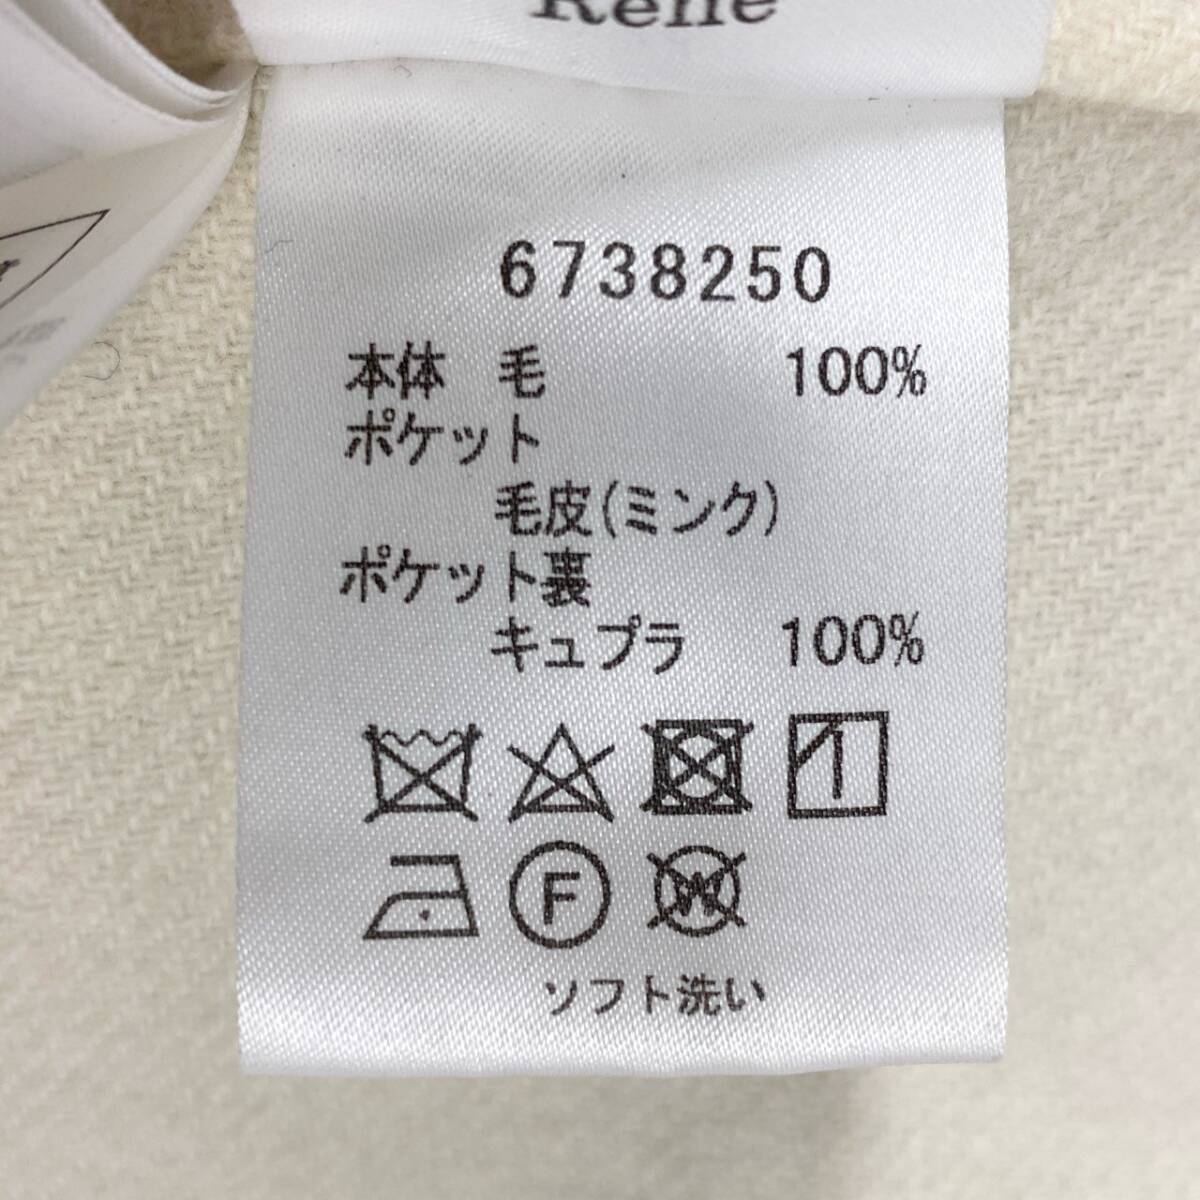 René
6738250
本体 毛 100%
ポケット
毛皮(ミンク)
ポケット裏
キュプラ 100%
F W
ソフト洗い